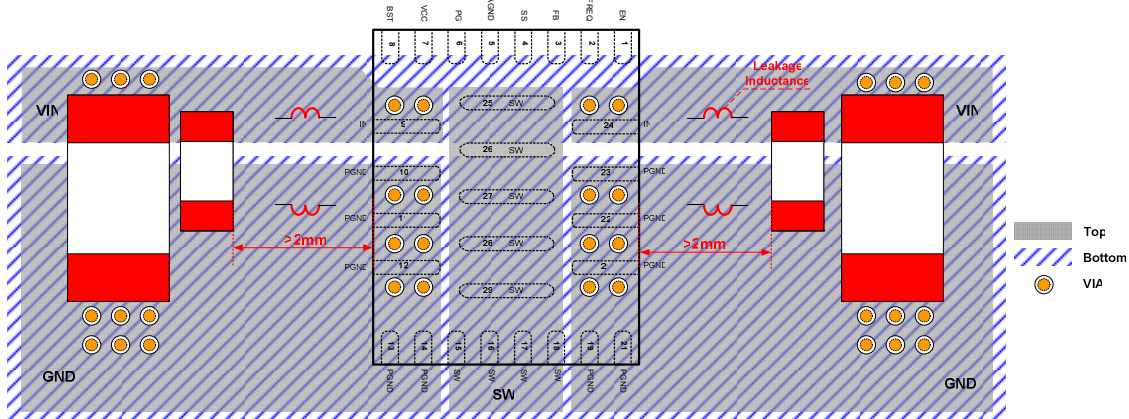 BST
VCC
PG
AGND
SS
FB
FREQ
EN
8
7
6
5
4
3
2
1
Leakage
Inductance
VIN
VIN
25 SW
IN
9
24
IN
26 SW
PGND
10
23
PGND
27 SW
PGND
22
PGND
>2mm
28 SW
>2mm
PGND
12
PGND
29 SW
13
14
15
16
17
18
19
21
PGND
PGND
SW
SW
SW
SW
PGND
PGND
GND
SW
GND
Top
Bottom
VIA